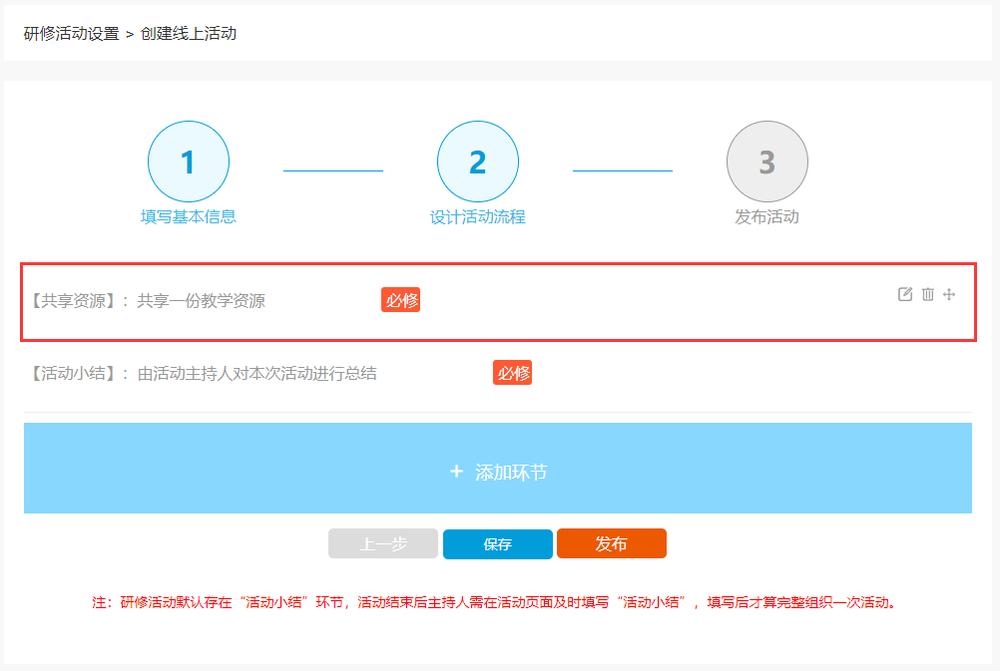 研修活动设置 > 创建线上活动
1 2 3
填写基本信息 设计活动流程 发布活动
【共享资源】：共享一份教学资源 必修
【活动小结】：由活动主持人对本次活动进行总结 必修
+ 添加环节
上一步 保存 发布
注：研修活动默认存在“活动小结”环节，活动结束后主持人需在活动页面及时填写“活动小结”，填写后才算完整组织一次活动。